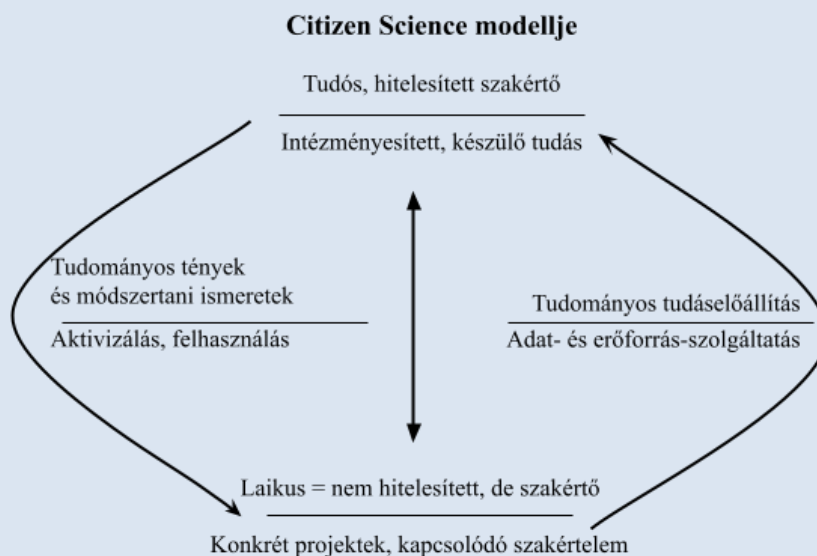 Citizen Science modellje
Tudós, hitelesített szakértő
Intézményesített, készülő tudás
Tudományos tények
és módszertani ismeretek
Aktivizálás, felhasználás
Tudományos tudáselőállítás
Adat- és erőforrás-szolgáltatás
Laikus = nem hitelesített, de szakértő
Konkrét projektek, kapcsolódó szakértelem